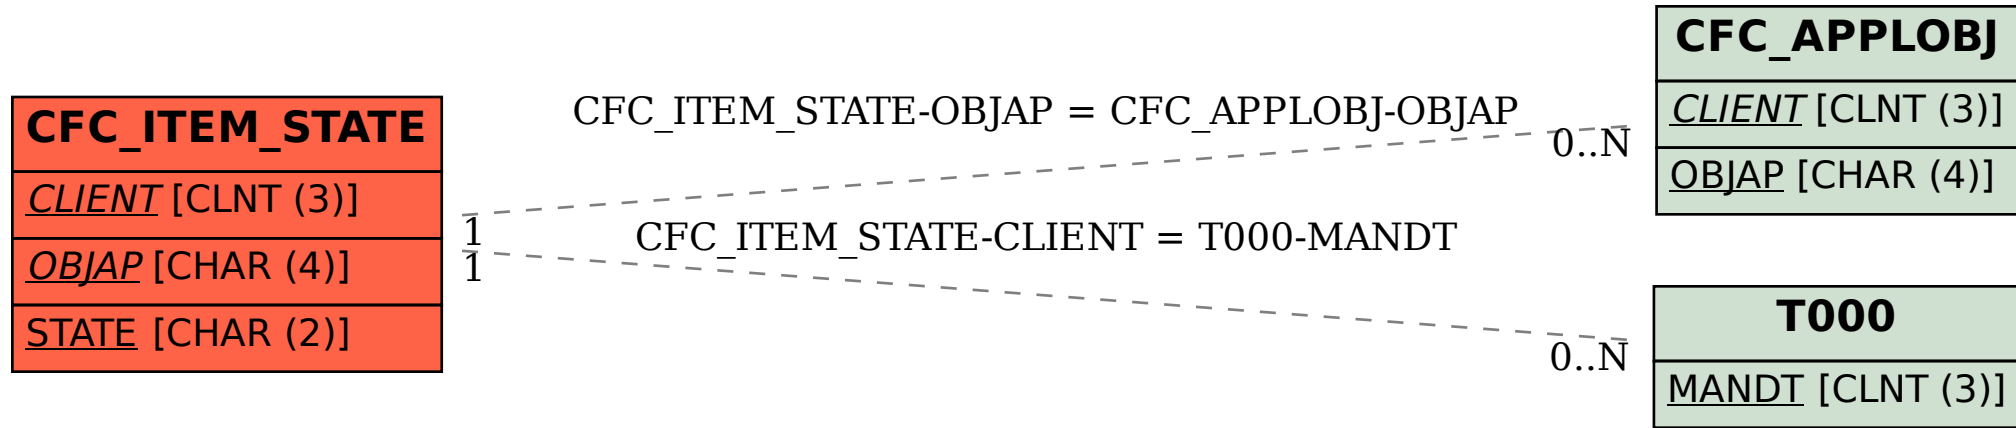 CFC_ITEM_STATE
CLIENT [CLNT (3)]
OBJAP [CHAR (4)]
STATE [CHAR (2)]
CFC_ITEM_STATE-OBJAP = CFC_APPLOBJ-OBJAP
0..N
1
CFC_ITEM_STATE-CLIENT = T000-MANDT
1
0..N
CFC_APPLOBJ
CLIENT [CLNT (3)]
OBJAP [CHAR (4)]
T000
MANDT [CLNT (3)]